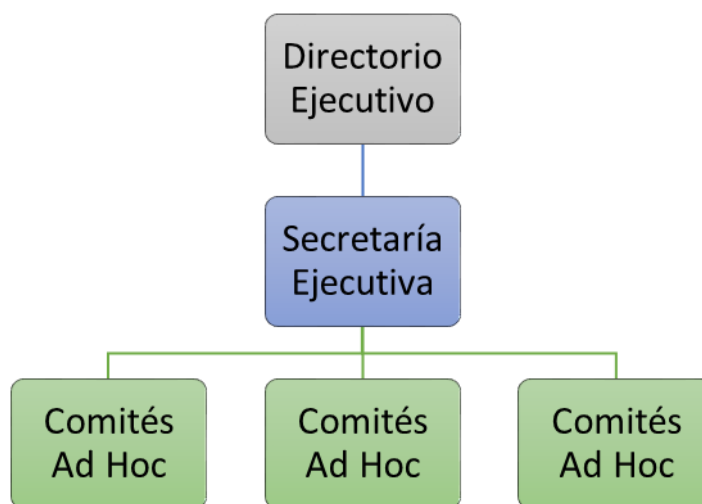 Directorio
Ejecutivo
Secretaría
Ejecutiva
Comités
Ad Hoc
Comités
Ad Hoc
Comités
Ad Hoc